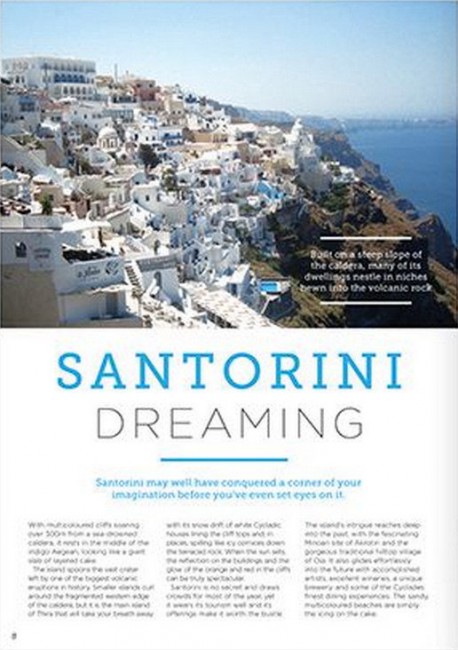 Built on a steep slope of
the caldera, many of its
dwellings nestle in niches
hewn into the volcanic rock
SANTORINI
DREAMING
Santorini may well have conquered a corner of your
imagination before you've even set eyes on it.
With multicoloured cliffs soaring
over 300m from a sea-drowned
caldera, it rests in the middle of the
indigo Aegean, looking like a giant
slab of layered cake.
The island spoons the vast crater
left by one of the biggest volcanic
eruptions in history. Smaller islands curl
around the fragmented western edge
of the caldera, but it is the main island
of Thira that will take your breath away
with its snow drift of white Cycladic
houses lining the cliff tops and, in
places, spilling like icy cornices down
the terraced rock. When the sun sets,
the reflection on the buildings and the
glow of the orange and red in the cliffs
can be truly spectacular.
Santorini is no secret and draws
crowds for most of the year, yet
it wears its tourism well and its
offerings make it worth the bustle.
The island's intrigue reaches deep
into the past, with the fascinating
Minoan site of Akrotiri and the
gorgeous traditional hilltop village
of Oia. It also glides effortlessly
into the future with accomplished
artists, excellent wineries, a unique
brewery and some of the Cyclades'
finest dining experiences. The sandy
multicoloured beaches are simply
the icing on the cake.
8